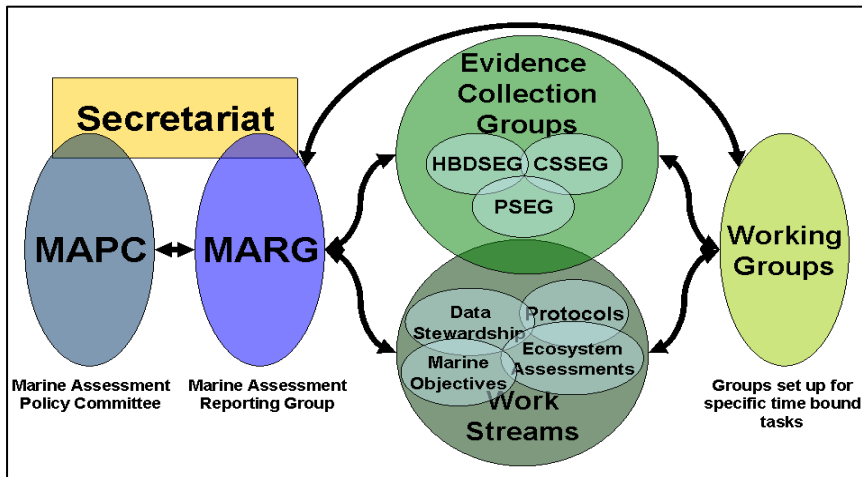 Secretariat
MAPC
MARG
Marine Assessment
Policy Committee
Marine Assessment
Reporting Group
Evidence
Collection
Groups
HBDSEG
CSSEG
PSEG
Data
Stewardship
Protocols
Marine
Objectives
Ecosystem
Assessments
Work
Streams
Working
Groups
Groups set up for
specific time bound
tasks